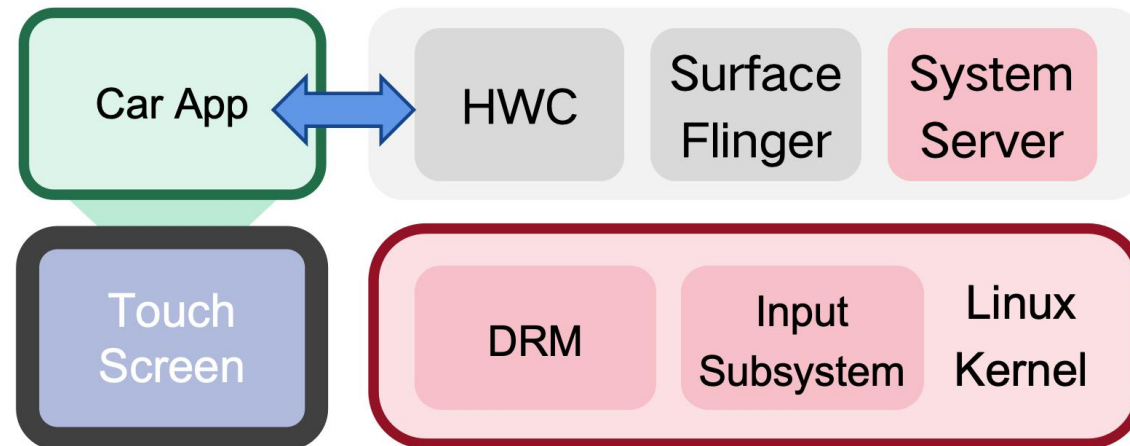 Car App
HWC
Surface
Flinger
System
Server
Touch
Screen
DRM
Input
Subsystem
Linux
Kernel